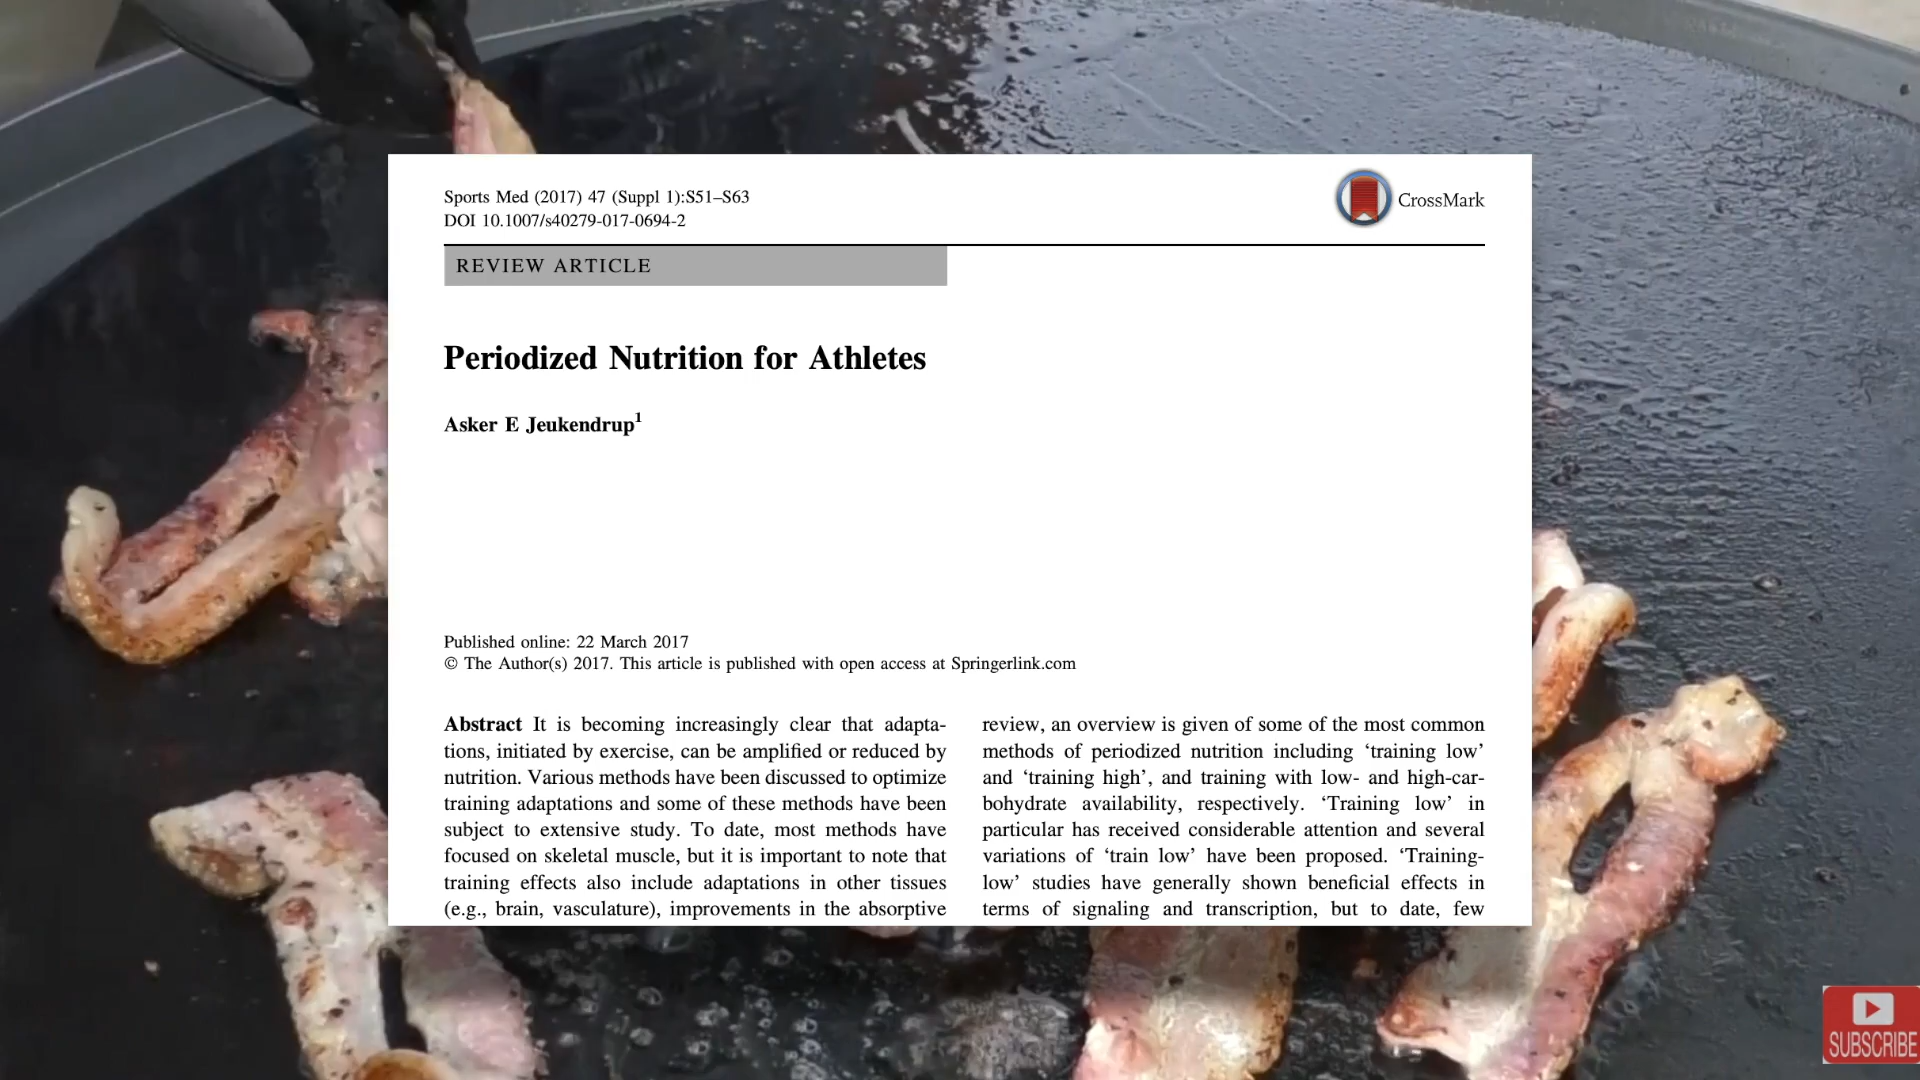 Sports Med (2017) 47 (Suppl 1):S51–S63
DOI 10.1007/s40279-017-0694-2
CrossMark
REVIEW ARTICLE
Periodized Nutrition for Athletes
Asker E Jeukendrup1
Published online: 22 March 2017
© The Author(s) 2017. This article is published with open access at Springerlink.com
Abstract It is becoming increasingly clear that adapta-
tions, initiated by exercise, can be amplified or reduced by
nutrition. Various methods have been discussed to optimize
training adaptations and some of these methods have been
subject to extensive study. To date, most methods have
focused on skeletal muscle, but it is important to note that
training effects also include adaptations in other tissues
(e.g., brain, vasculature), improvements in the absorptive
review, an overview is given of some of the most common
methods of periodized nutrition including ‘training low’
and ‘training high’, and training with low- and high-car-
bohydrate availability, respectively. ‘Training low’ in
particular has received considerable attention and several
variations of ‘train low’ have been proposed. ‘Training-
low’ studies have generally shown beneficial effects in
terms of signaling and transcription, but to date, few
SUBSCRIBE